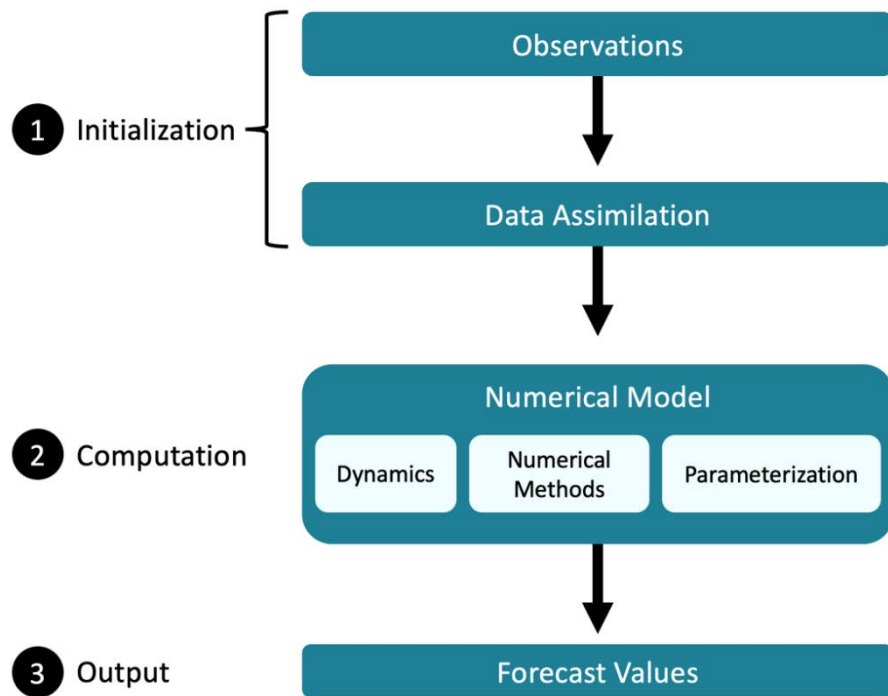 Observations
1 Initialization
Data Assimilation
Numerical Model
2 Computation
Dynamics
Numerical
Methods
Parameterization
3 Output
Forecast Values